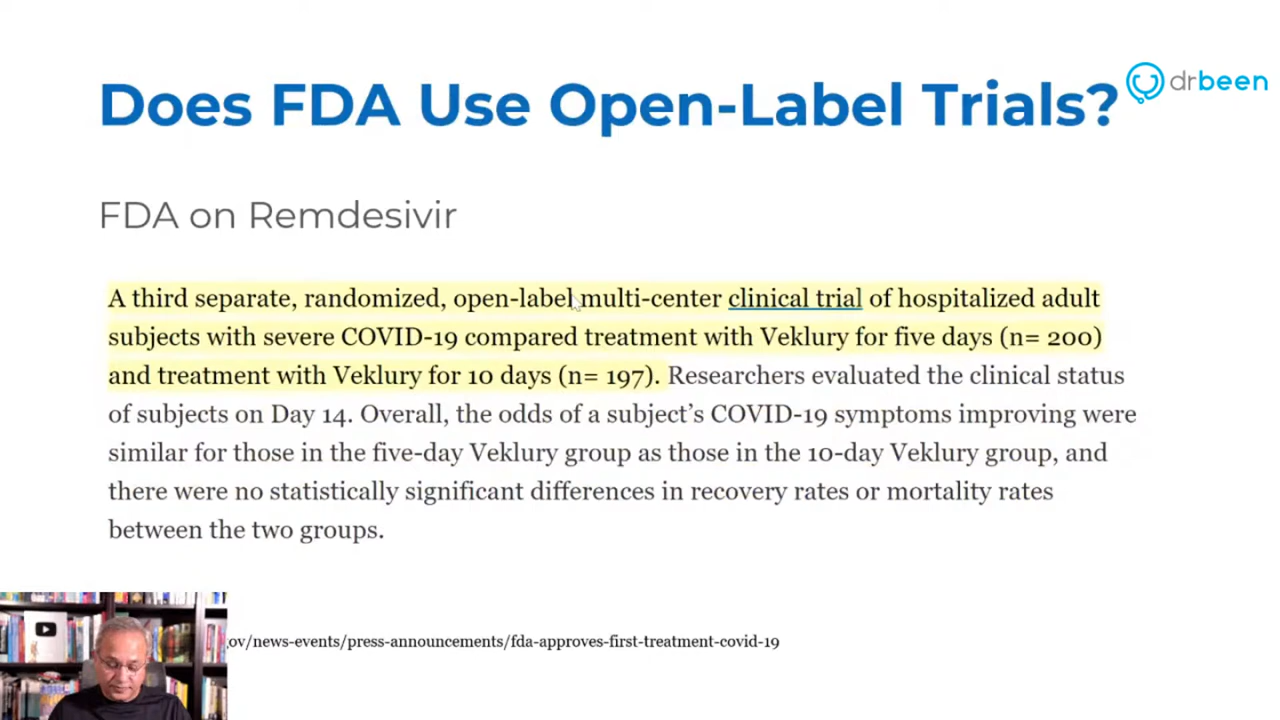 Does FDA Use Open-Label Trials?
drbeen
FDA on Remdesivir
A third separate, randomized, open-label multi-center clinical trial of hospitalized adult
subjects with severe COVID-19 compared treatment with Veklury for five days (n= 200)
and treatment with Veklury for 10 days (n= 197). Researchers evaluated the clinical status
of subjects on Day 14. Overall, the odds of a subject's COVID-19 symptoms improving were
similar for those in the five-day Veklury group as those in the 10-day Veklury group, and
there were no statistically significant differences in recovery rates or mortality rates
between the two groups.
ov/news-events/press-announcements/fda-approves-first-treatment-covid-19